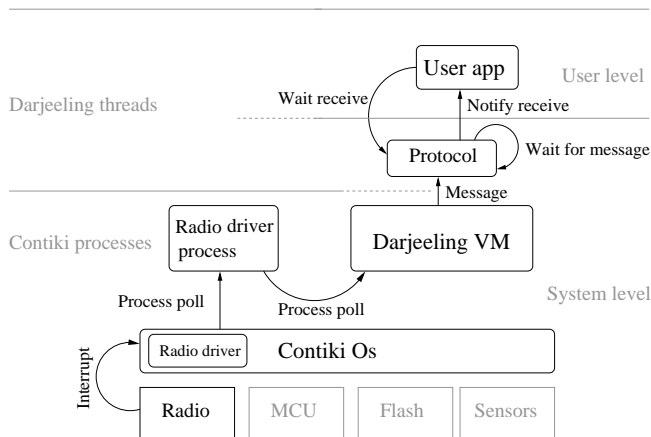 User app
User level
Wait receive
Darjeeling threads
Notify receive
Protocol
Wait for message
Message
Radio driver
process
Contiki processes
Darjeeling VM
Process poll
Process poll
System level
Radio driver
Contiki Os
Interrupt
Radio
MCU
Flash
Sensors